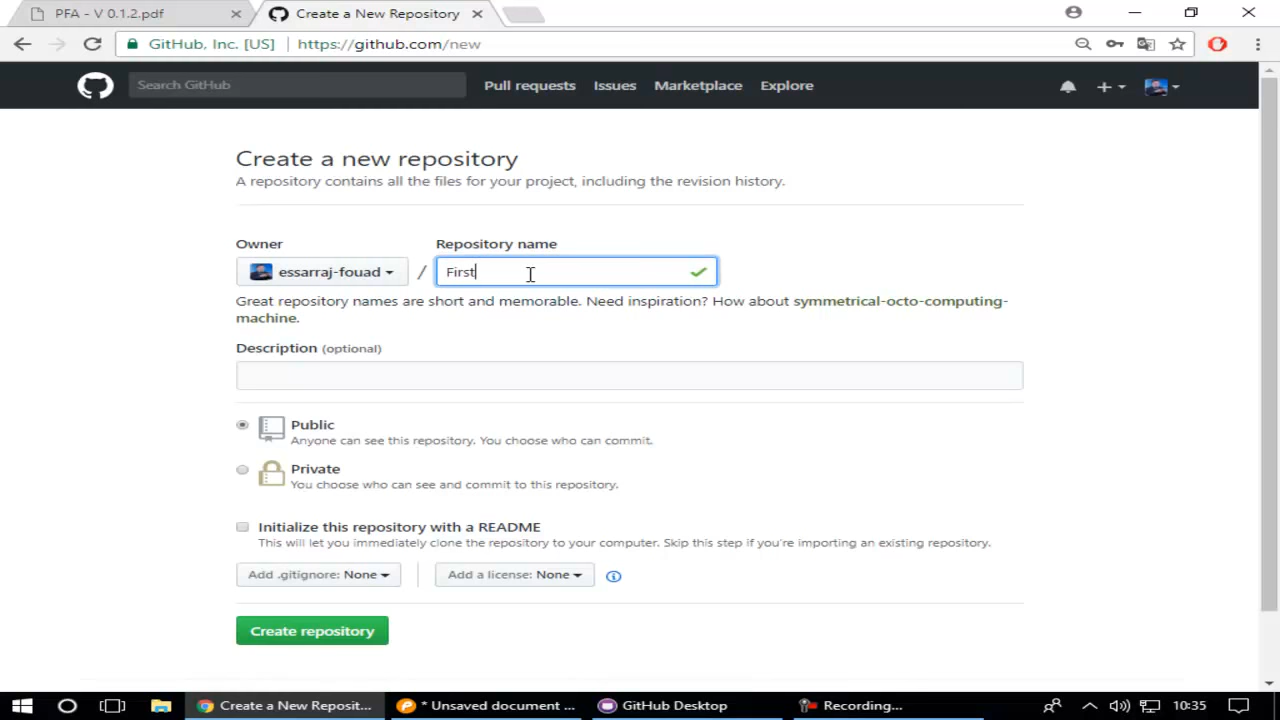 PFA - V 0.1.2.pdf
Create a New Repository
GitHub, Inc. [US]
https://github.com/new
Search GitHub
Pull requests
Issues
Marketplace
Explore
Create a new repository
A repository contains all the files for your project, including the revision history.
Owner
Repository name
essarraj-fouad
/
First
Great repository names are short and memorable. Need inspiration? How about symmetrical-octo-computing-
machine.
Description (optional)
Public
Anyone can see this repository. You choose who can commit.
Private
You choose who can see and commit to this repository.
Initialize this repository with a README
This will let you immediately clone the repository to your computer. Skip this step if you're importing an existing repository.
Add .gitignore: None
Add a license: None
Create repository
Create a New Reposit...
* Unsaved document ...
GitHub Desktop
Recording...
10:35